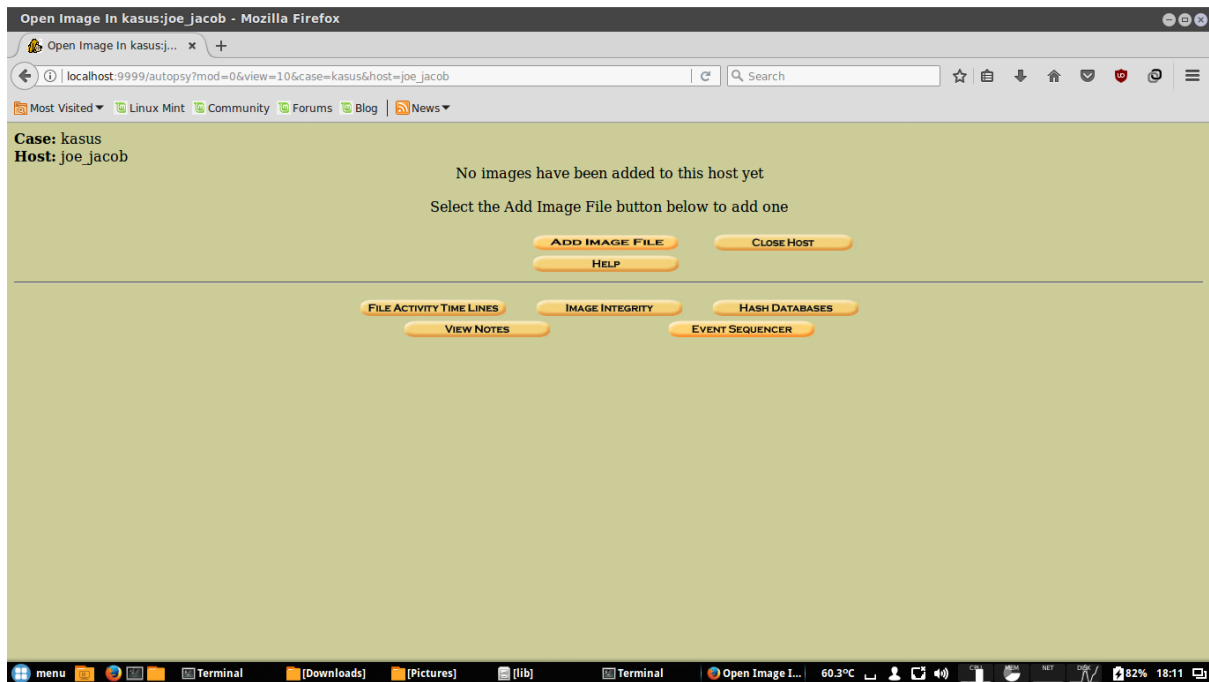 Open Image In kasus:joe_jacob - Mozilla Firefox
Open Image In kasus:j...
localhost:9999/autopsy?mod=0&view=10&case=kasus&host=joe_jacob
Search
Most Visited
Linux Mint
Community
Forums
Blog
News
Case: kasus
Host: joe_jacob
No images have been added to this host yet
Select the Add Image File button below to add one
ADD IMAGE FILE
CLOSE HOST
HELP
FILE ACTIVITY TIME LINES
IMAGE INTEGRITY
HASH DATABASES
VIEW NOTES
EVENT SEQUENCER
menu
Terminal
[Downloads]
[Pictures]
[lib]
Terminal
Open Image I...
60.3ºC
MEM
NET
DISK
82%
18:11